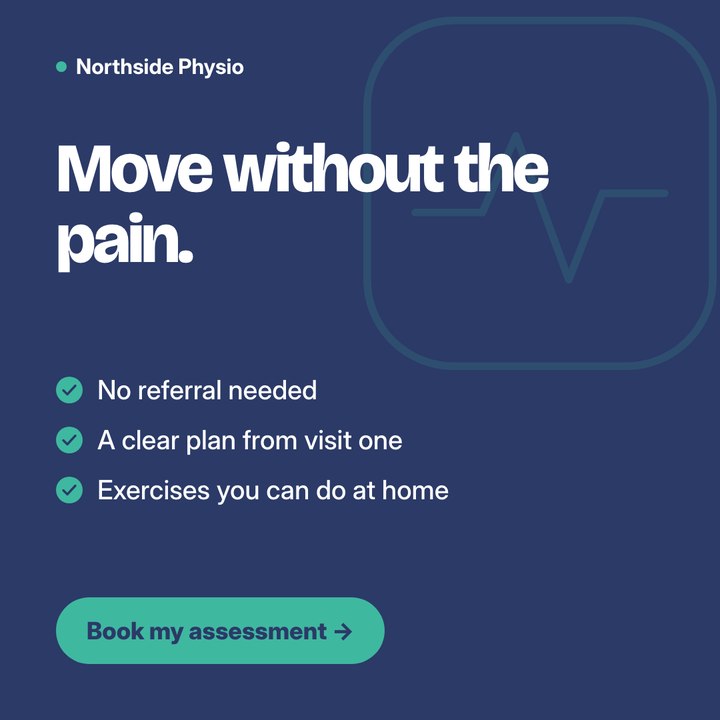 Northside Physio
Move without the
pain.
No referral needed
A clear plan from visit one
Exercises you can do at home
Book my assessment →